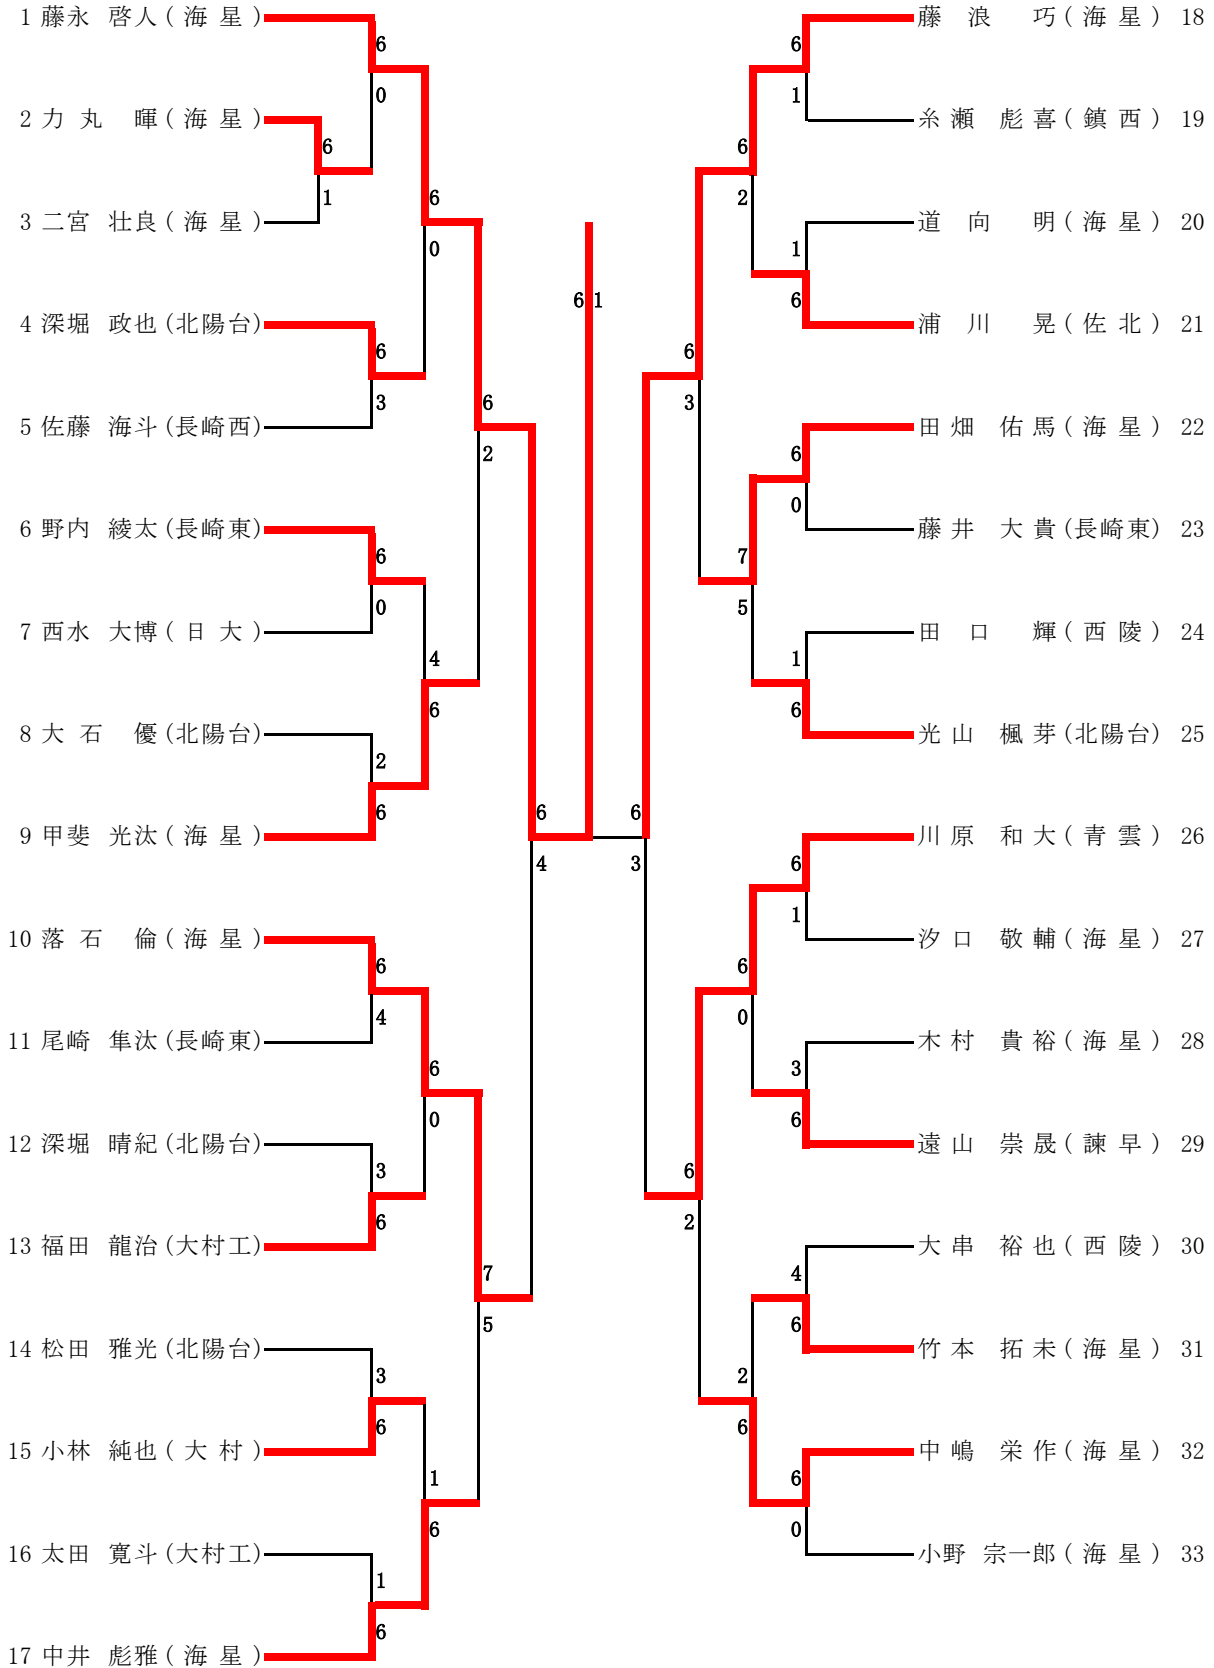 1 藤永 啓人 ( 海 星 )
6
0
2 力 丸 暉 ( 海 星 )
6
1
3 二宮 壮良 ( 海 星 )
6
0
4 深堀 政也 (北陽台)
6
3
5 佐藤 海斗 (長崎西)
6
2
6 野内 綾太 (長崎東)
6
0
7 西水 大博 ( 日 大 )
4
6
8 大 石 優 (北陽台)
2
6
9 甲斐 光汰 ( 海 星 )
6
4
10 落 石 倫 ( 海 星 )
6
4
11 尾崎 隼汰 (長崎東)
6
0
12 深堀 晴紀 (北陽台)
3
6
13 福田 龍治 (大村工)
7
5
14 松田 雅光 (北陽台)
3
6
15 小林 純也 ( 大 村 )
1
6
16 太田 寛斗 (大村工)
1
6
17 中井 彪雅 ( 海 星 )
6 1
藤 浪 巧 ( 海 星 ) 18
6
1
糸 瀬 彪 喜 ( 鎮 西 ) 19
6
2
道 向 明 ( 海 星 ) 20
1
6
浦 川 晃 ( 佐 北 ) 21
6
3
田 畑 佑 馬 ( 海 星 ) 22
6
0
藤 井 大 貴 (長崎東) 23
7
5
田 口 輝 ( 西 陵 ) 24
1
6
光 山 楓 芽 (北陽台) 25
6
3
川 原 和 大 ( 青 雲 ) 26
6
1
汐 口 敬 輔 ( 海 星 ) 27
6
0
木 村 貴 裕 ( 海 星 ) 28
3
6
遠 山 崇 晟 ( 諫 早 ) 29
6
2
大 串 裕 也 ( 西 陵 ) 30
4
6
竹 本 拓 未 ( 海 星 ) 31
2
6
中 嶋 栄 作 ( 海 星 ) 32
6
0
小野 宗一郎 ( 海 星 ) 33